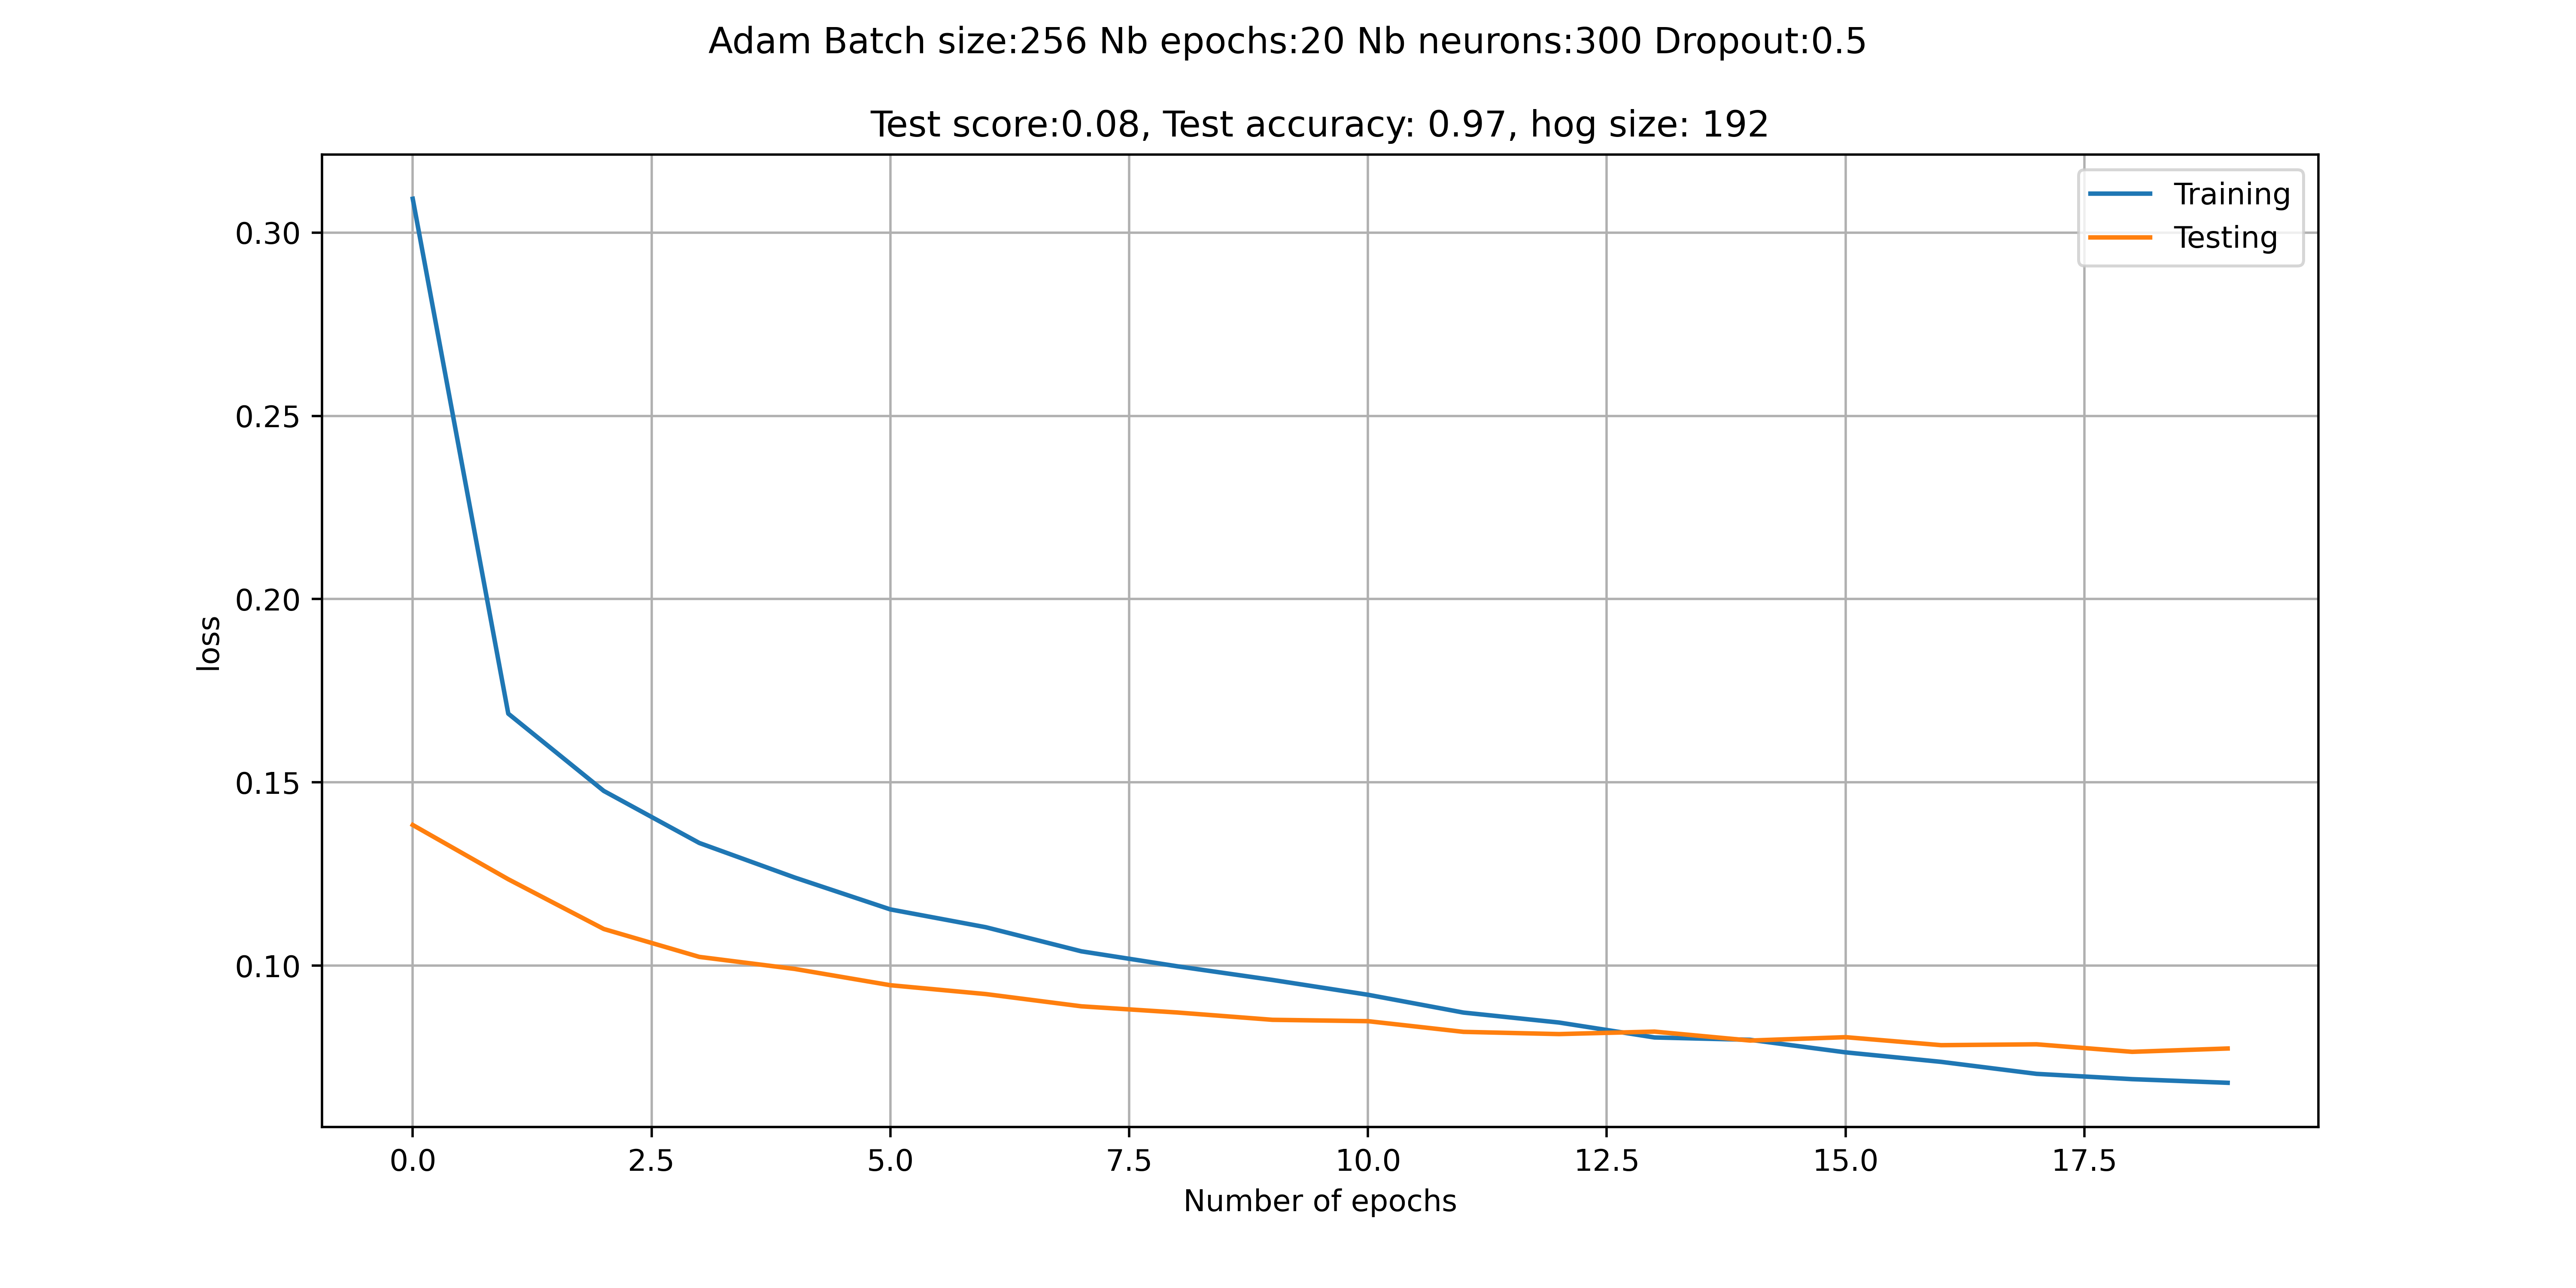 Adam Batch size:256 Nb epochs:20 Nb neurons:300 Dropout:0.5
Test score:0.08, Test accuracy: 0.97, hog size: 192
Training
Testing
0.30
0.25
0.20
0.15
0.10
loss
0.0 2.5 5.0 7.5 10.0 12.5 15.0 17.5
Number of epochs